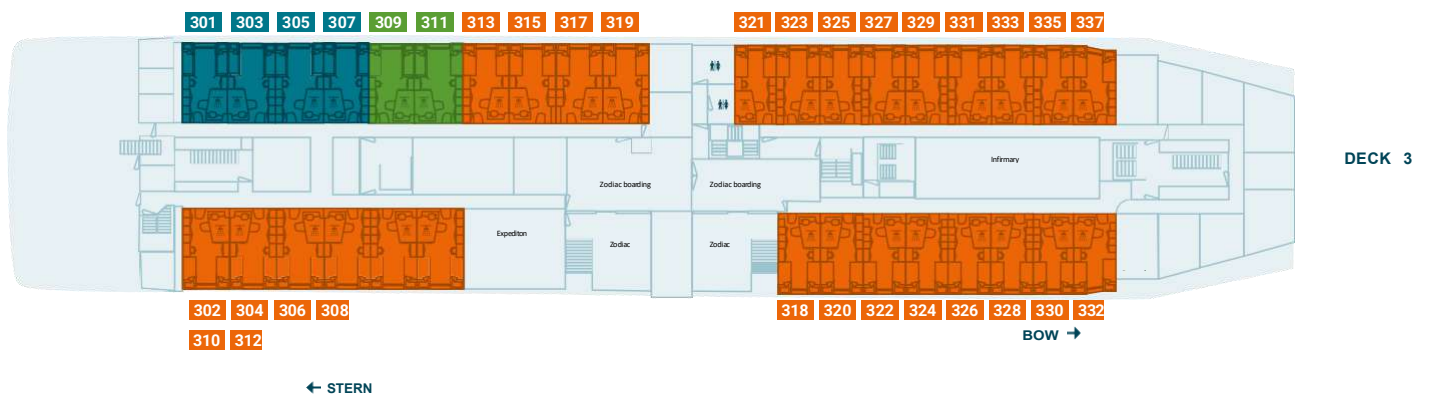 301 303 305 307 309 311 313 315 317 319 321 323 325 327 329 331 333 335 337
Infirmary
DECK 3
Zodiac boarding Zodiac boarding
Expediton
Zodiac Zodiac
302 304 306 308 318 320 322 324 326 328 330 332
310 312
BOW →
← STERN